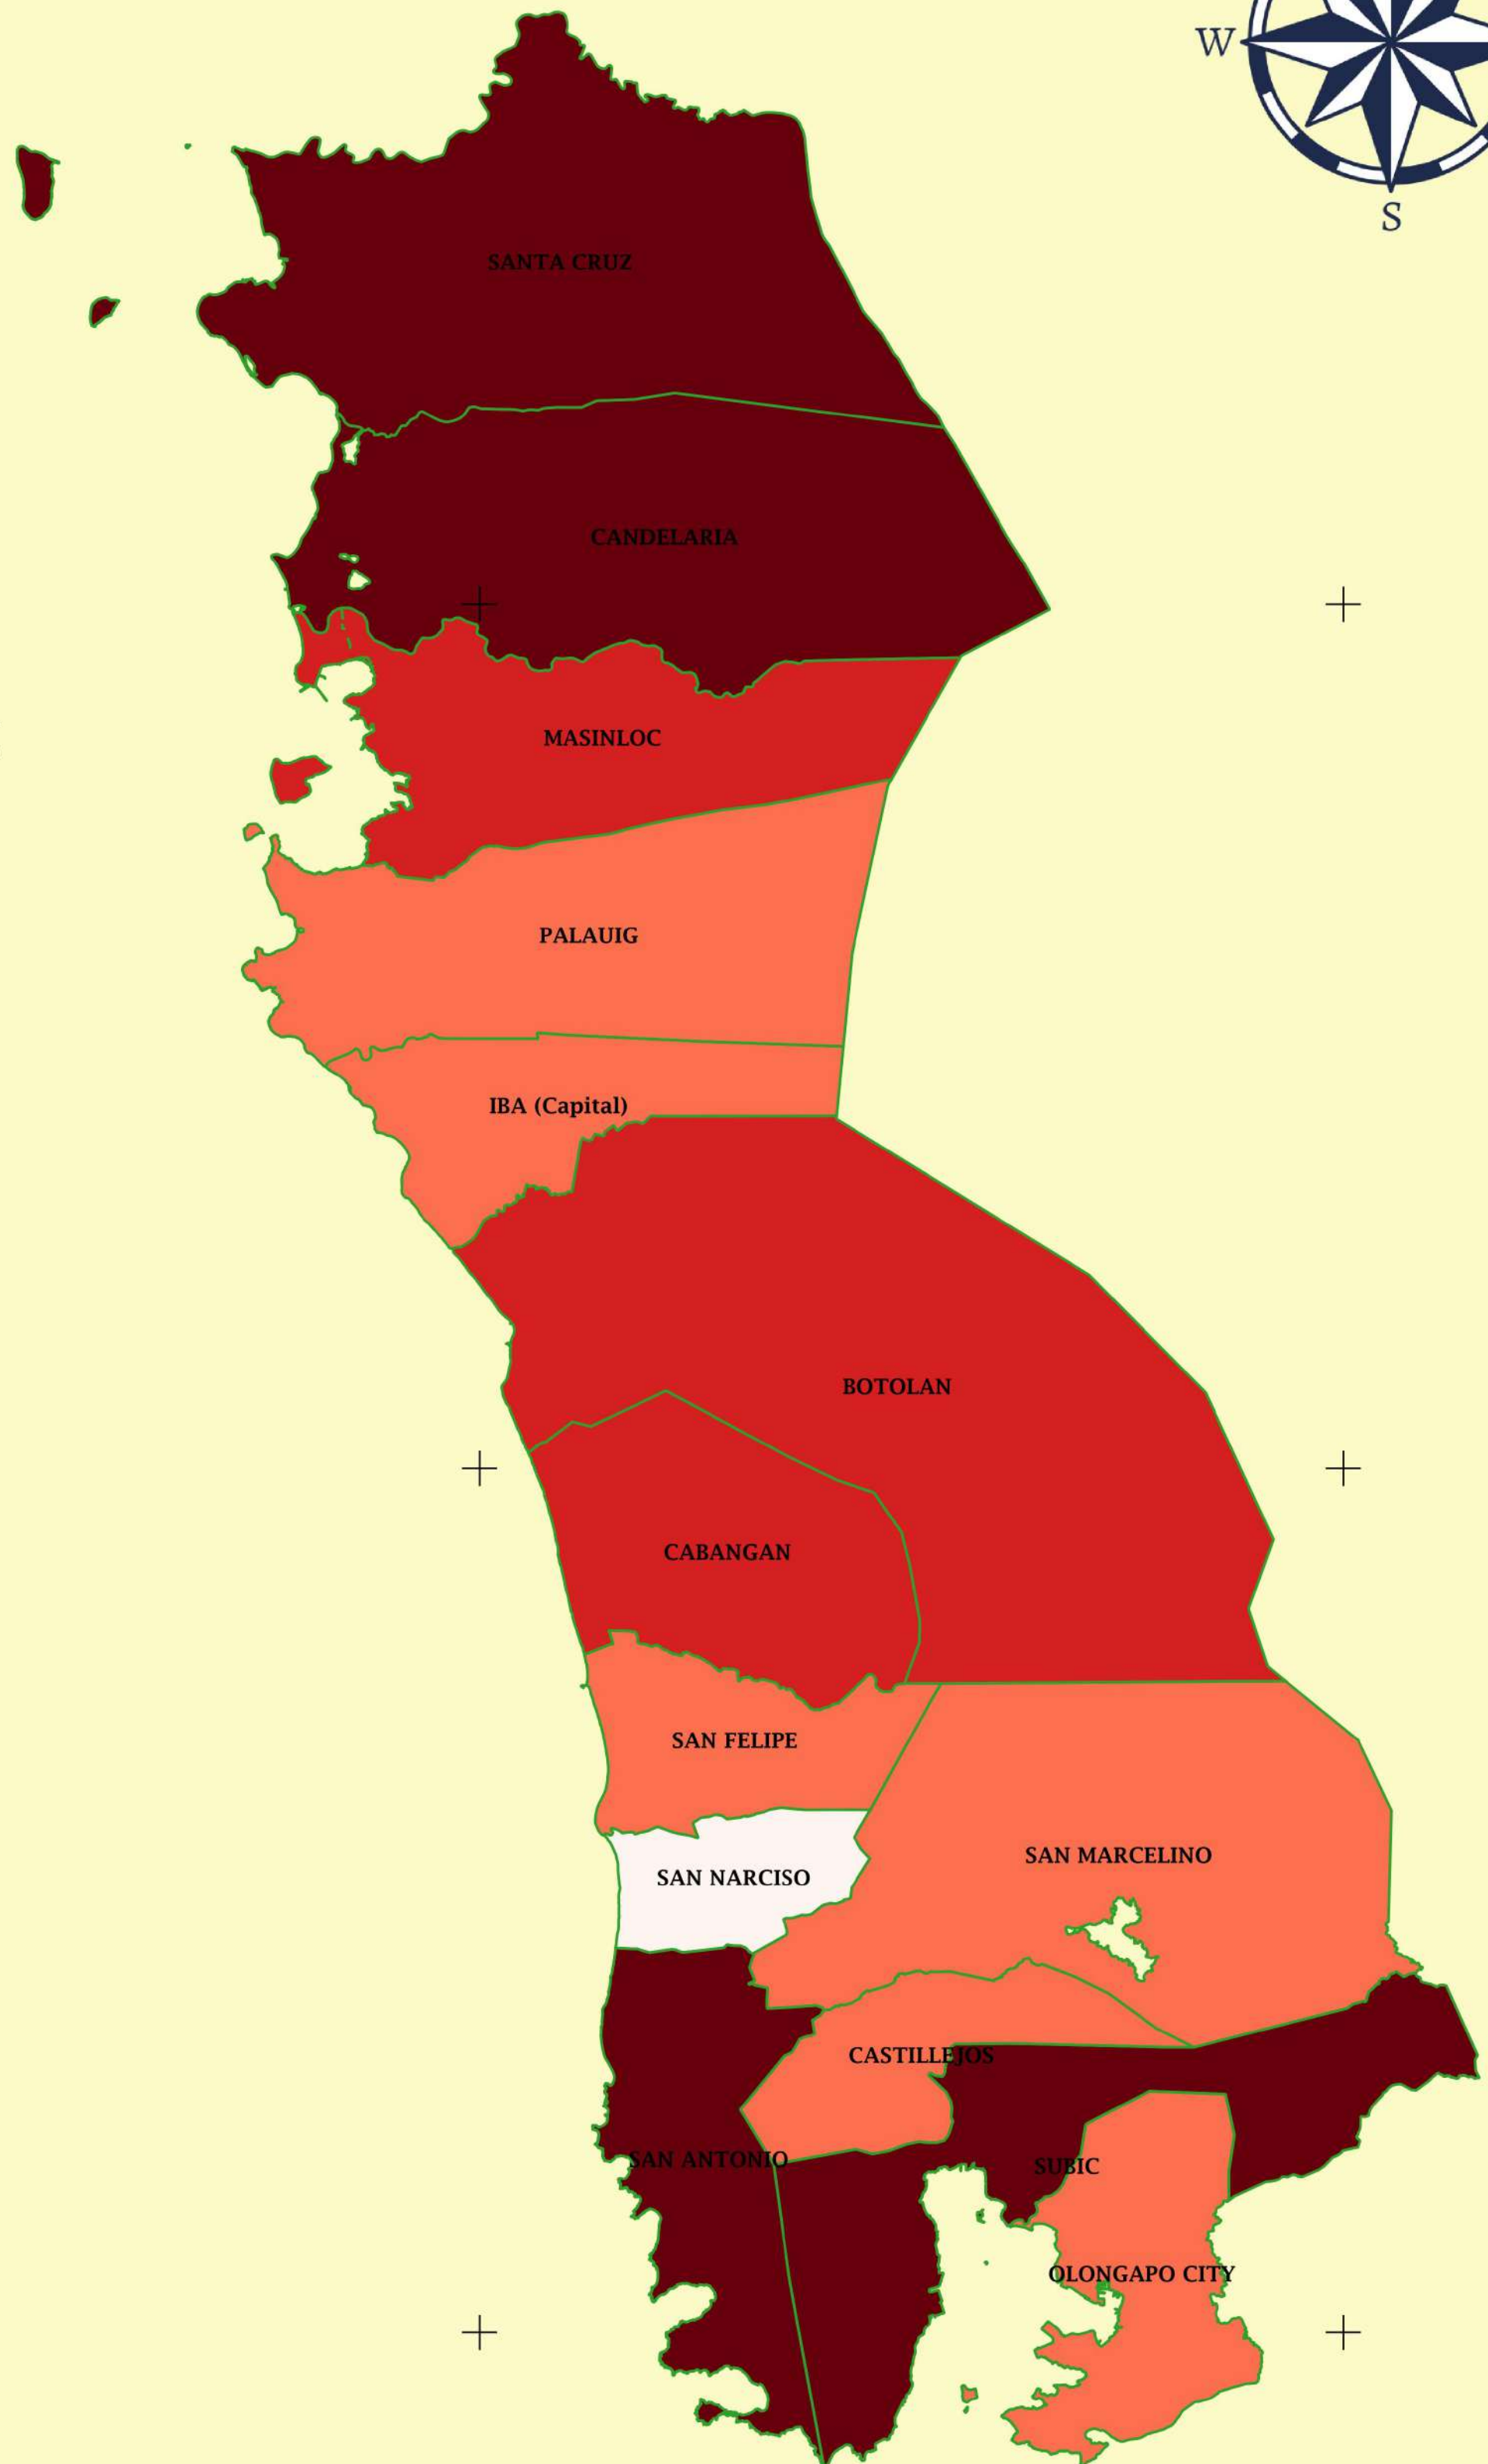 W
S
SANTA CRUZ
CANDELARIA
MASINLOC
PALAUIG
IBA (Capital)
BOTOLAN
CABANGAN
SAN FELIPE
SAN MARCELINO
SAN NARCISO
CASTILLEJOS
SAN ANTONIO
SUBIC
OLONGAPO CITY